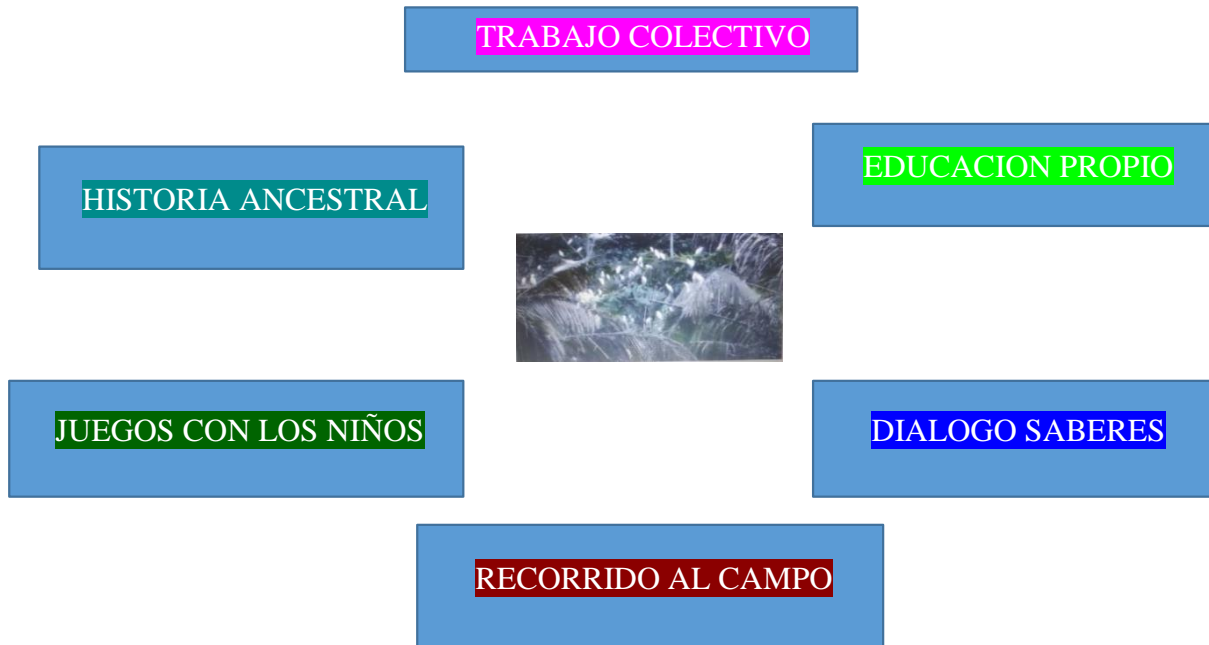 TRABAJO COLECTIVO
EDUCACION PROPIO
HISTORIA ANCESTRAL
JUEGOS CON LOS NIÑOS
DIALOGO SABERES
RECORRIDO AL CAMPO